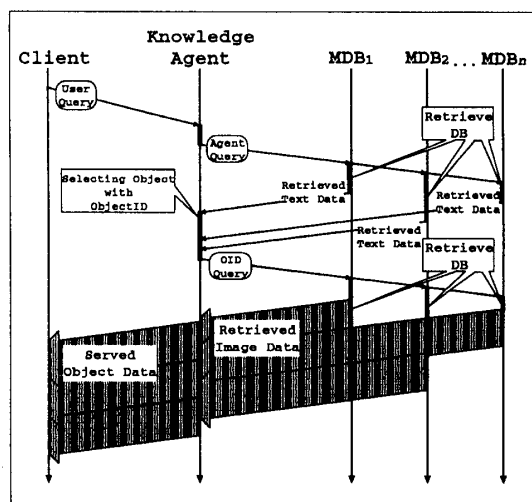 Knowledge
Client Agent MDB1 MDB2 ... MDBn
User
Query
Agent
Query
Retrieve
DB
Selecting Object
with
ObjectID
Retrieved
Text Data
Retrieved
Text Data
Retrieved
Text Data
OID
Query
Retrieve
DB
Retrieved
Image Data
Served
Object Data